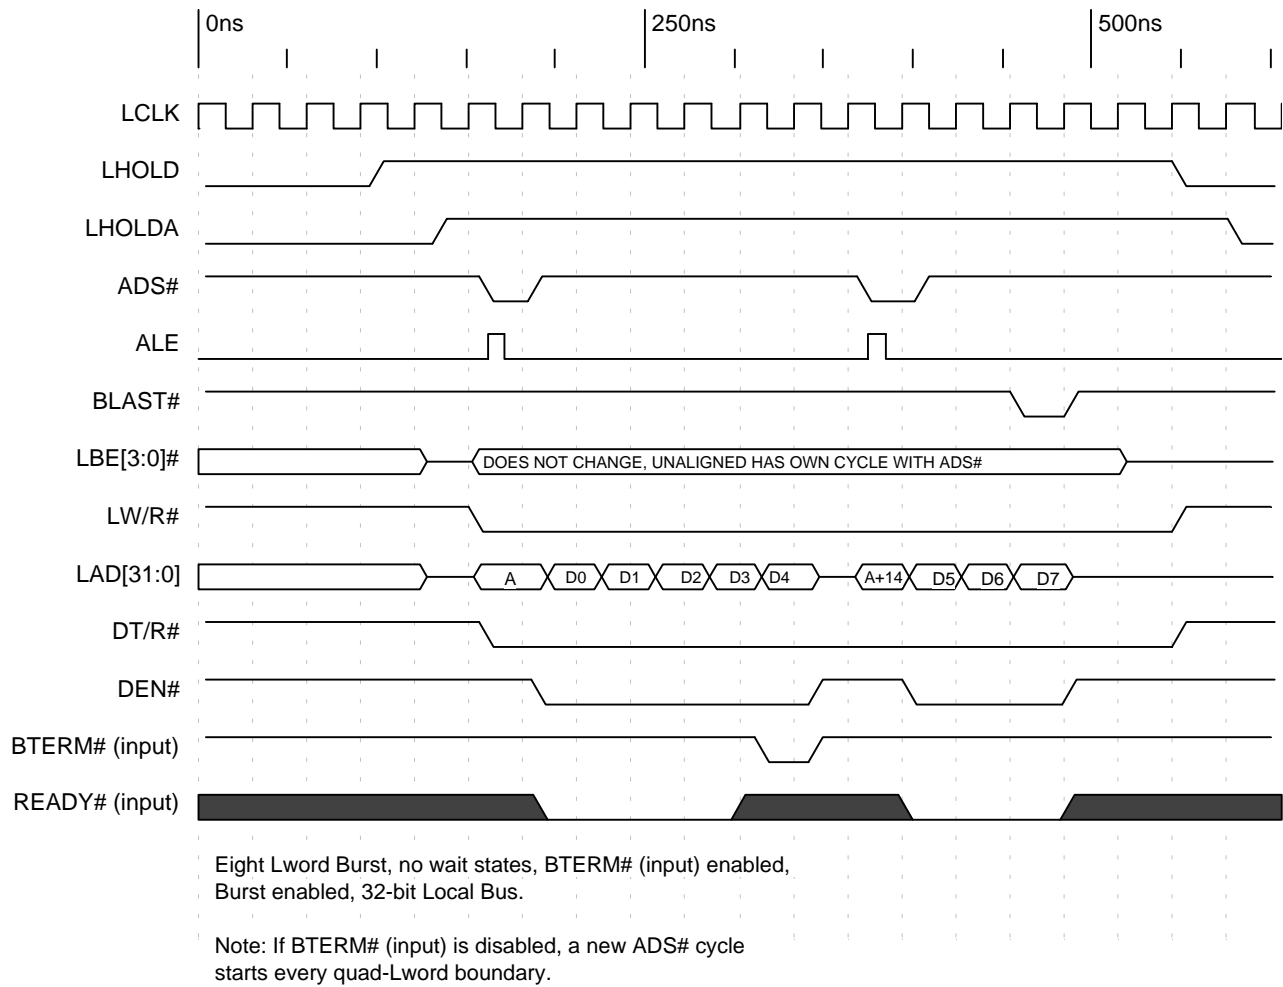 0ns 250ns 500ns
LCLK
LHOLD
LHOLDA
ADS#
ALE
BLAST#
LBE[3:0]# DOES NOT CHANGE, UNALIGNED HAS OWN CYCLE WITH ADS#
LW/R#
LAD[31:0] A D0 D1 D2 D3 D4 A+14 D5 D6 D7
DT/R#
DEN#
BTERM# (input)
READY# (input)
Eight Lword Burst, no wait states, BTERM# (input) enabled,
Burst enabled, 32-bit Local Bus.
Note: If BTERM# (input) is disabled, a new ADS# cycle
starts every quad-Lword boundary.